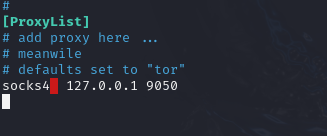 #
[ProxyList]
# add proxy here ...
# meanwile
# defaults set to "tor"
socks4 127.0.0.1 9050